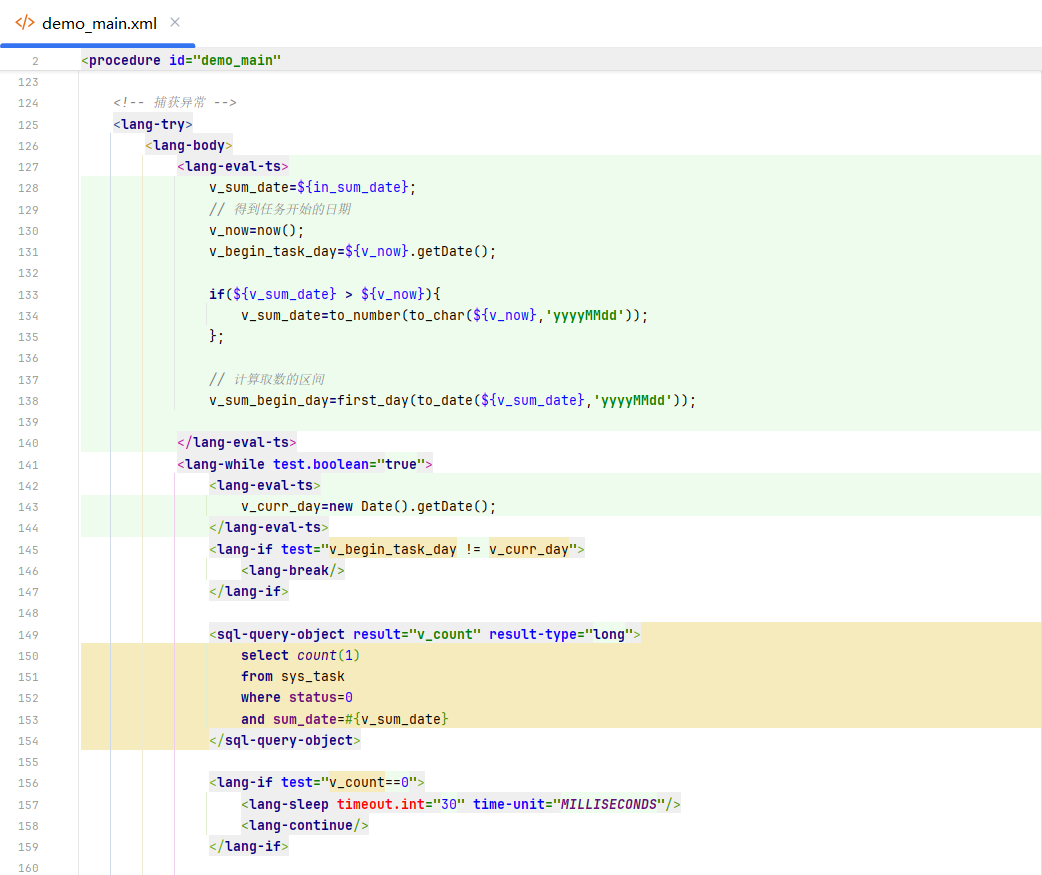 demo_main.xml
2 <procedure id="demo_main"
123
124 <!-- 捕获异常 -->
125 <lang-try>
126 <lang-body>
127 <lang-eval-ts>
128 v_sum_date=${in_sum_date};
129 // 得到任务开始的日期
130 v_now=now();
131 v_begin_task_day=${v_now}.getDate();
132
133 if(${v_sum_date} > ${v_now}){
134 v_sum_date=to_number(to_char(${v_now},'yyyyMMdd'));
135 };
136
137 // 计算取数的区间
138 v_sum_begin_day=first_day(to_date(${v_sum_date},'yyyyMMdd'));
139
140 </lang-eval-ts>
141 <lang-while test.boolean="true">
142 <lang-eval-ts>
143 v_curr_day=new Date().getDate();
144 </lang-eval-ts>
145 <lang-if test="v_begin_task_day != v_curr_day">
146 <lang-break/>
147 </lang-if>
148
149 <sql-query-object result="v_count" result-type="long">
150 select count(1)
151 from sys_task
152 where status=0
153 and sum_date=#{v_sum_date}
154 </sql-query-object>
155
156 <lang-if test="v_count==0">
157 <lang-sleep timeout.int="30" time-unit="MILLISECONDS"/>
158 <lang-continue/>
159 </lang-if>
160